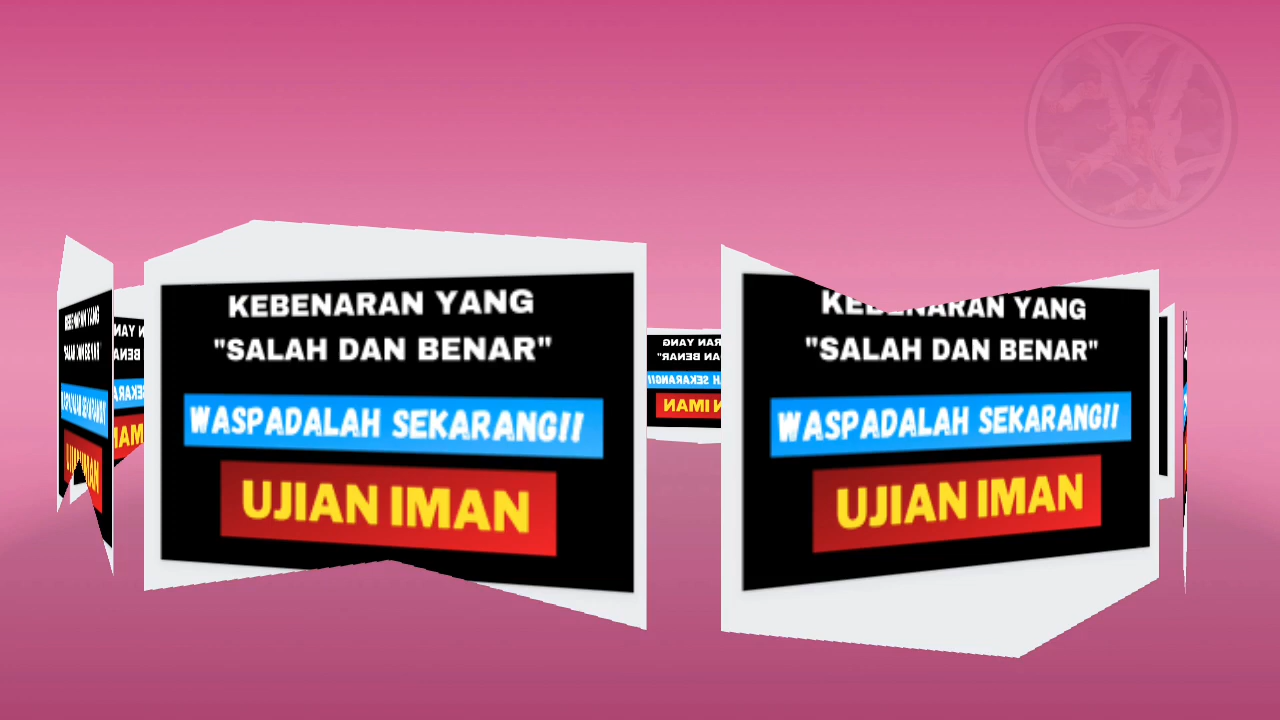 KEBENARAN YANG
"SALAH DAN BENAR"
WASPADALAH SEKARANG!!
UJIAN IMAN
KEBENARAN YANG
"SALAH DAN BENAR"
WASPADALAH SEKARANG!!
UJIAN IMAN